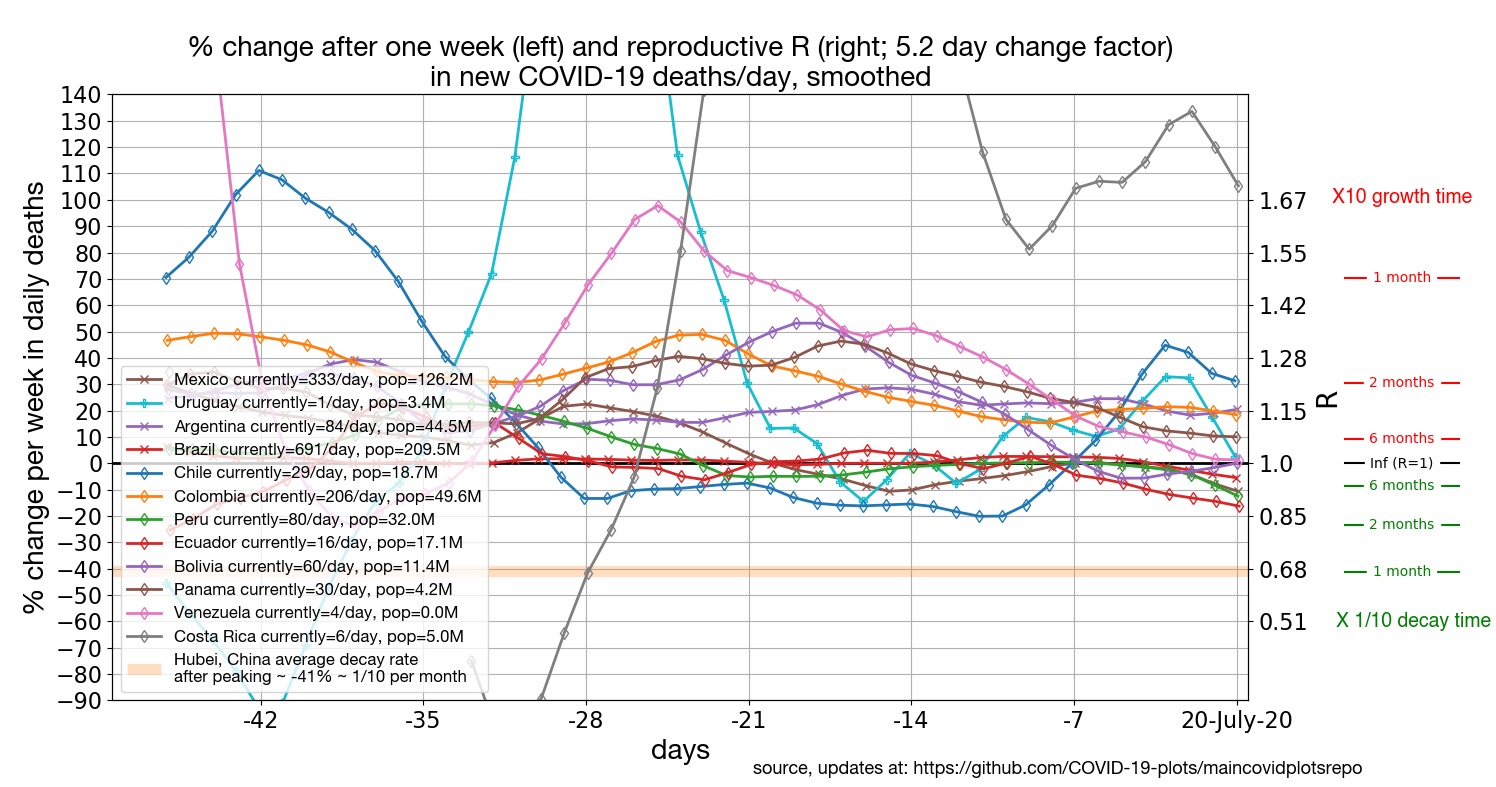 % change after one week (left) and reproductive R (right; 5.2 day change factor)
in new COVID-19 deaths/day, smoothed
% change per week in daily deaths
140
130
120
110
100
90
80
70
60
50
40
30
20
10
0
−10
−20
−30
−40
−50
−60
−70
−80
−90
Mexico currently=333/day, pop=126.2M
Uruguay currently=1/day, pop=3.4M
Argentina currently=84/day, pop=44.5M
Brazil currently=691/day, pop=209.5M
Chile currently=29/day, pop=18.7M
Colombia currently=206/day, pop=49.6M
Peru currently=80/day, pop=32.0M
Ecuador currently=16/day, pop=17.1M
Bolivia currently=60/day, pop=11.4M
Panama currently=30/day, pop=4.2M
Venezuela currently=4/day, pop=0.0M
Costa Rica currently=6/day, pop=5.0M
Hubei, China average decay rate
after peaking ~ -41% ~ 1/10 per month
-42 -35 -28 -21 -14 -7 20-July-20
days
1.67
1.55
1.42
1.28
1.15
1.0
0.85
0.68
0.51
R
X10 growth time
1 month
2 months
6 months
Inf (R=1)
6 months
2 months
1 month
X 1/10 decay time
source, updates at: https://github.com/COVID-19-plots/maincovidplotsrepo